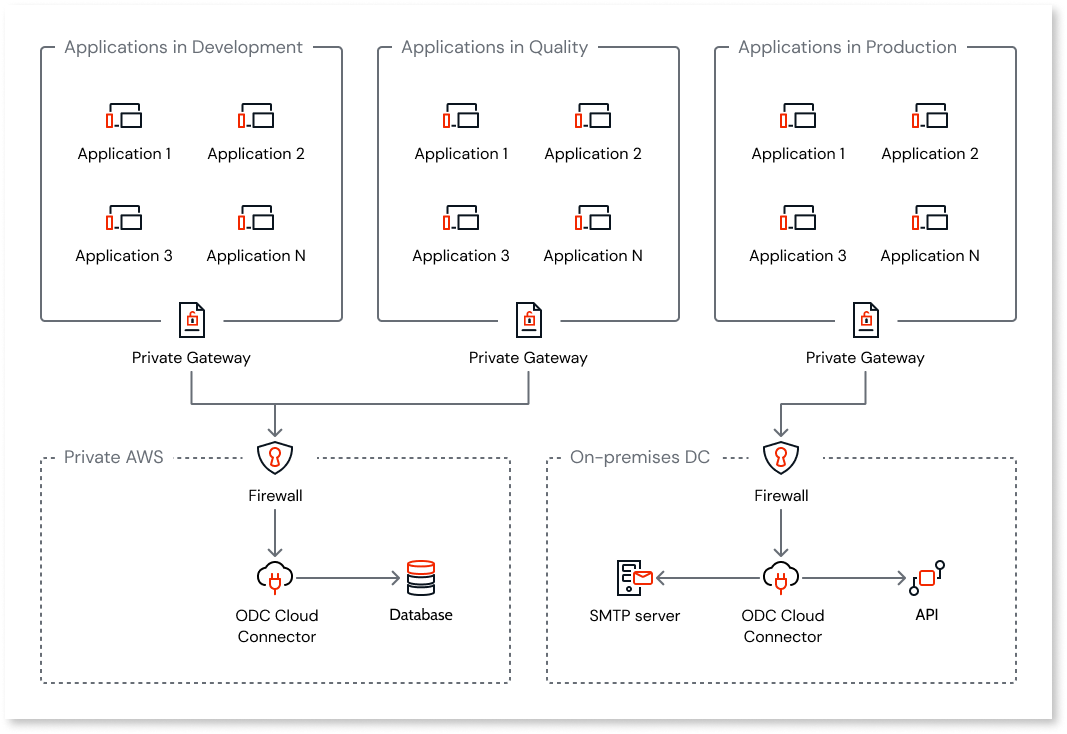 Applications in Development
Applications in Quality
Applications in Production
Application 1
Application 2
Application 1
Application 2
Application 1
Application 2
Application 3
Application N
Application 3
Application N
Application 3
Application N
Private Gateway
Private Gateway
Private Gateway
Private AWS
On-premises DC
Firewall
Firewall
ODC Cloud
Connector
Database
SMTP server
ODC Cloud
Connector
API